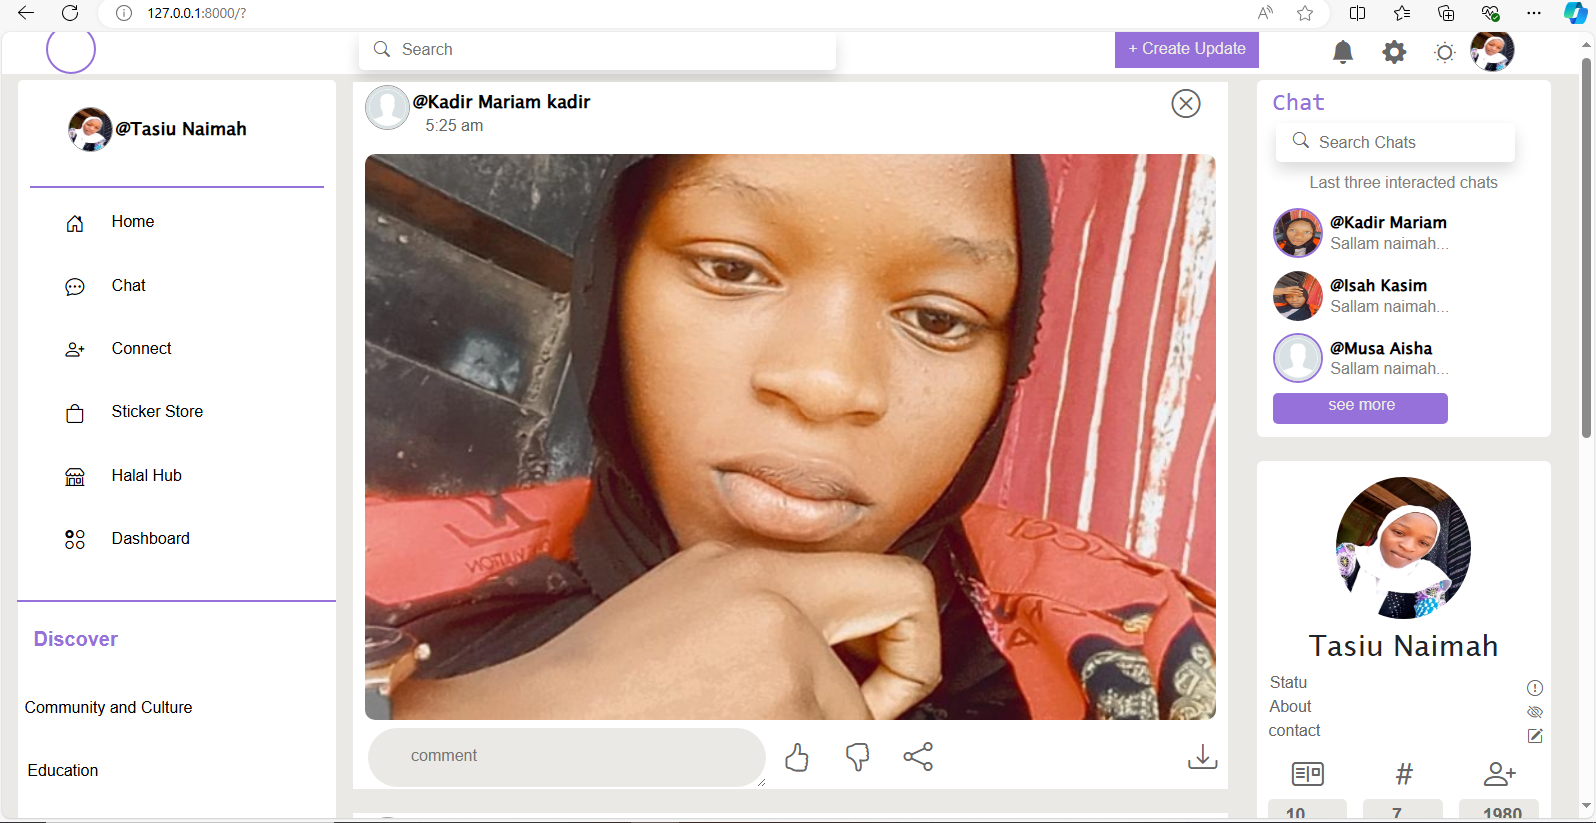 127.0.0.1:8000/?
Search
+ Create Update
@Tasiu Naimah
Home
Chat
Connect
Sticker Store
Halal Hub
Dashboard
Discover
Community and Culture
Education
@Kadir Mariam kadir
5:25 am
comment
Chat
Search Chats
Last three interacted chats
@Kadir Mariam
Sallam naimah...
@Isah Kasim
Sallam naimah...
@Musa Aisha
Sallam naimah...
see more
Tasiu Naimah
Statu
About
contact
10
7
1980